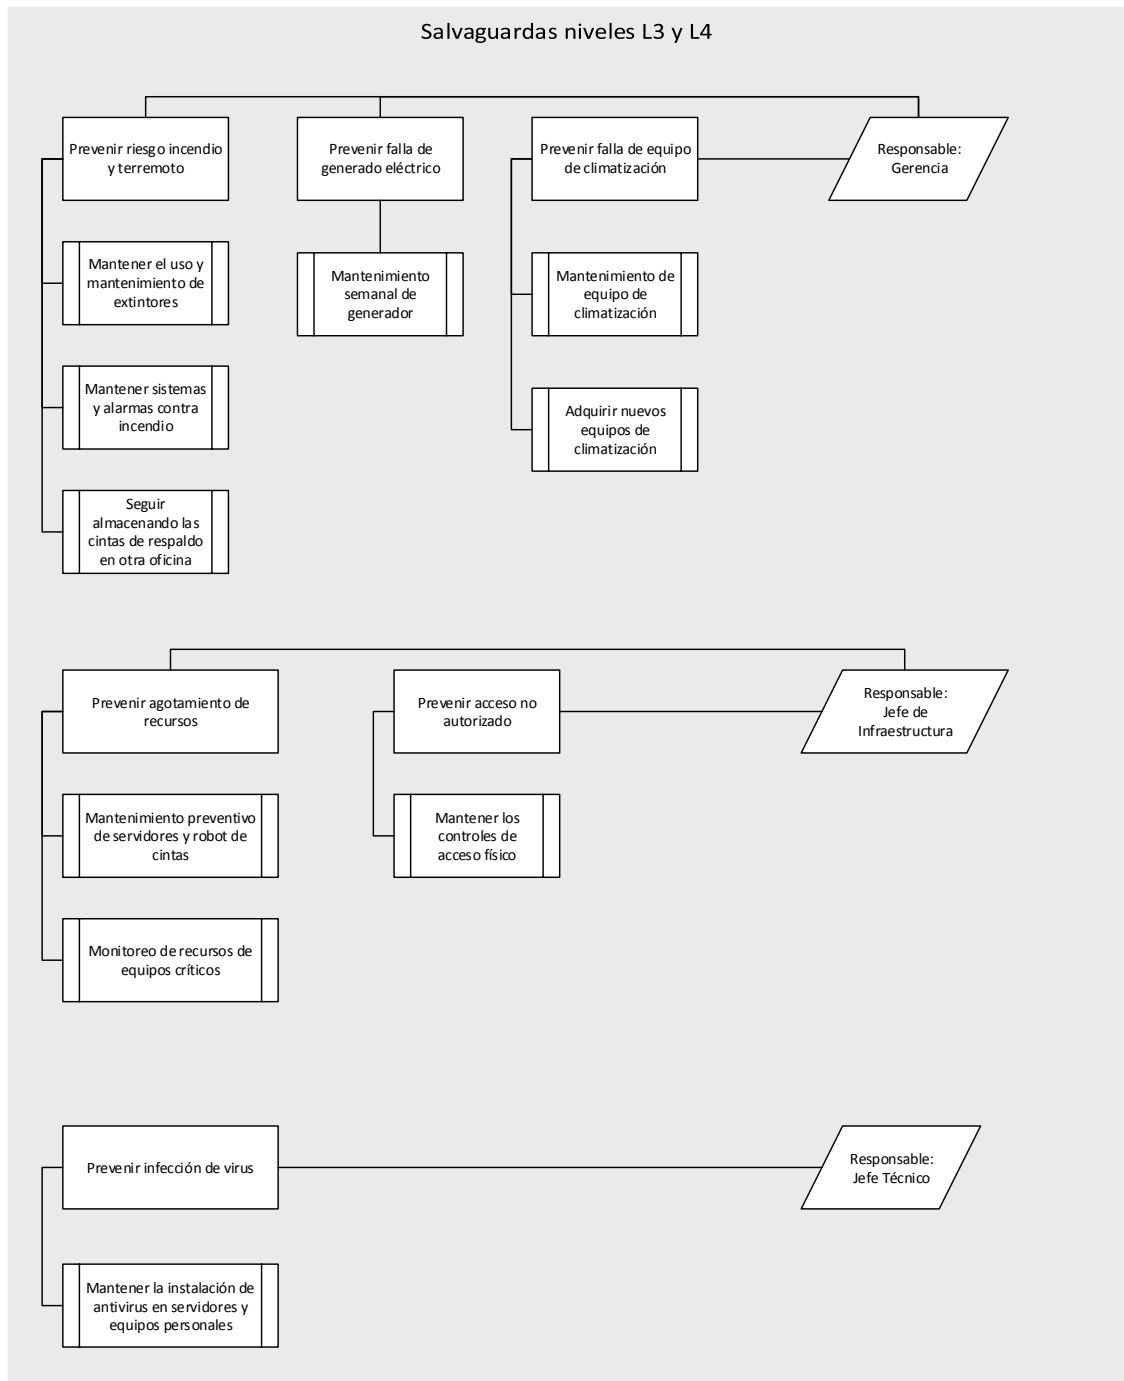 Salvaguardas niveles L3 y L4
Prevenir riesgo incendio
y terremoto
Prevenir falla de
generado eléctrico
Prevenir falla de equipo
de climatización
Responsable:
Gerencia
Mantener el uso y
mantenimiento de
extintores
Mantenimiento
semanal de
generador
Mantenimiento de
equipo de
climatización
Mantener sistemas
y alarmas contra
incendio
Adquirir nuevos
equipos de
climatización
Seguir
almacenando las
cintas de respaldo
en otra oficina
Prevenir agotamiento de
recursos
Prevenir acceso no
autorizado
Responsable:
Jefe de
Infraestructura
Mantenimiento preventivo
de servidores y robot de
cintas
Mantener los
controles de
acceso físico
Monitoreo de recursos de
equipos críticos
Prevenir infección de virus
Responsable:
Jefe Técnico
Mantener la instalación de
antivirus en servidores y
equipos personales